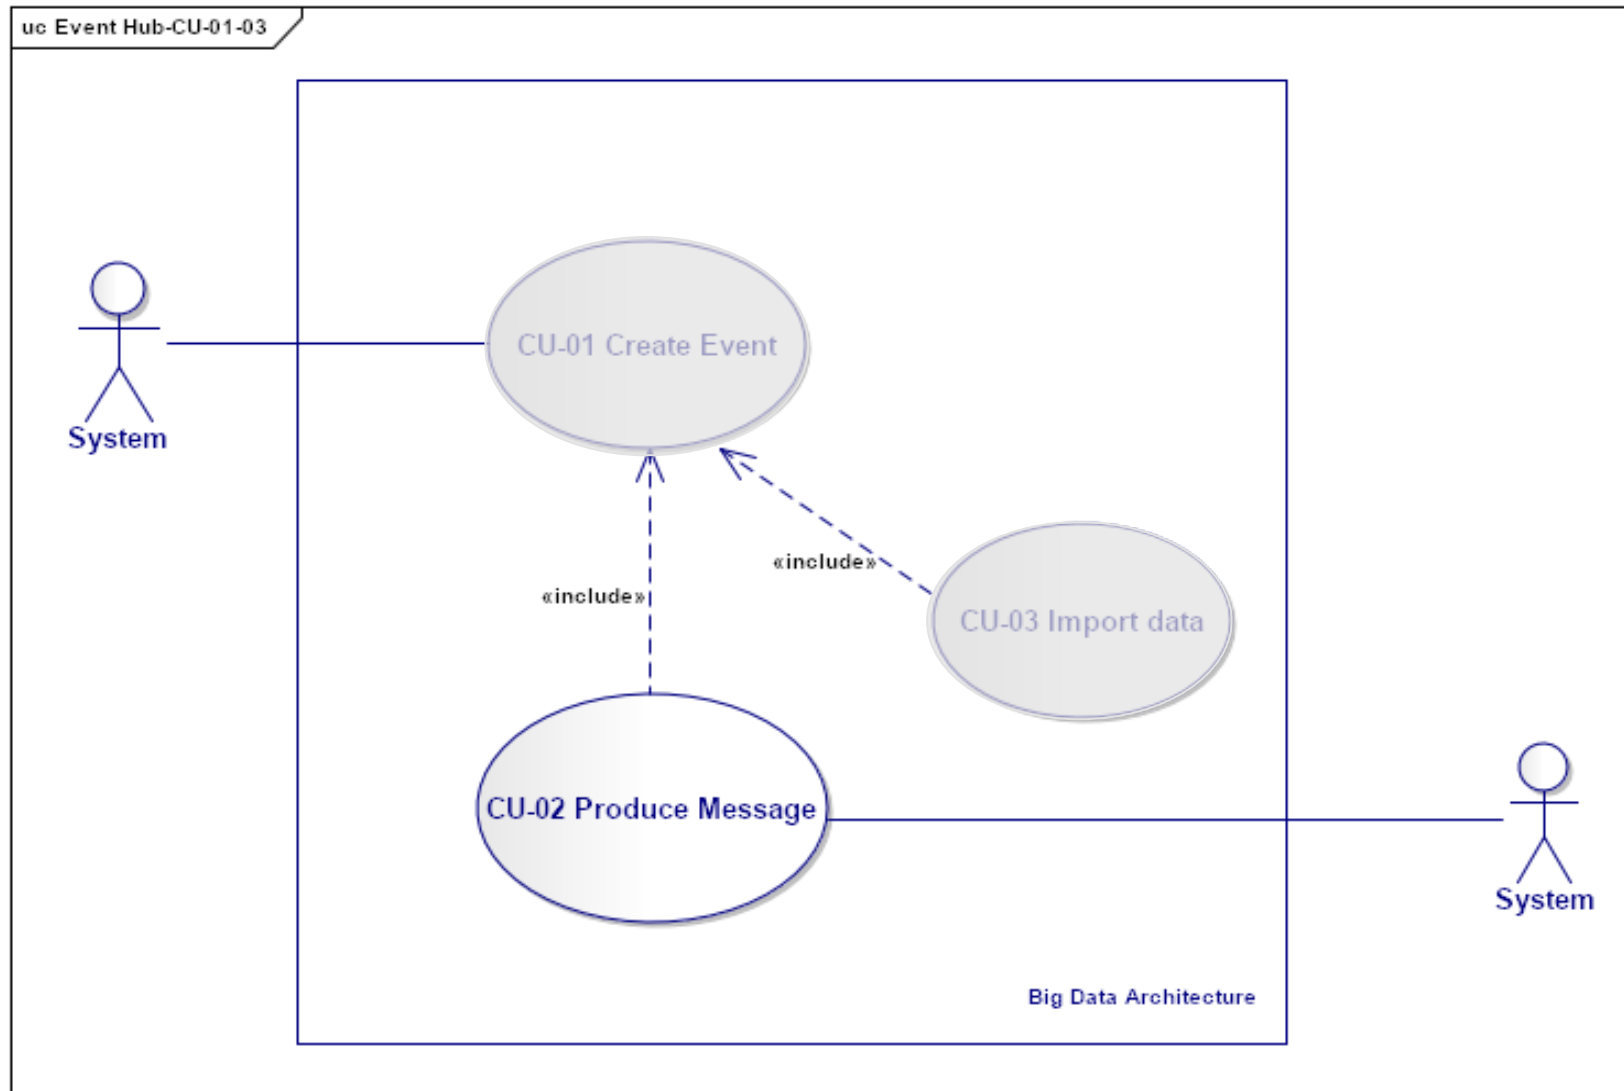 uc Event Hub-CU-01-03
CU-01 Create Event
System
«include»
«include»
CU-03 Import data
CU-02 Produce Message
System
Big Data Architecture